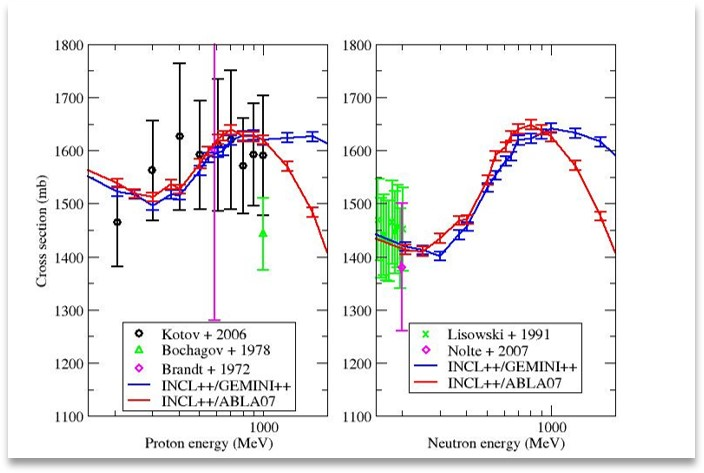 1800
1700
1600
1500
1400
1300
1200
1100
Cross section (mb)
Kotov + 2006
Bochagov + 1978
Brandt + 1972
INCL++/GEMINI++
INCL++/ABLA07
1000
Proton energy (MeV)
1800
1700
1600
1500
1400
1300
1200
1100
Lisowski + 1991
Nolte + 2007
INCL++/GEMINI++
INCL++/ABLA07
1000
Neutron energy (MeV)